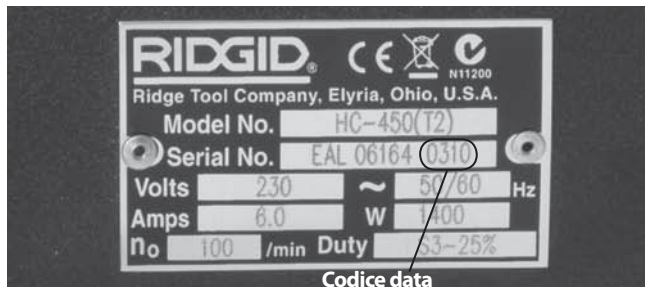 RIDGID®
N11200
Ridge Tool Company, Elyria, Ohio, U.S.A.
Model No. HC-450(T2)
Serial No. EAL 06164 0310
Volts 230 ~ 50/60 Hz
Amps 6.0 W 1400
no 100 /min Duty S3-25%
Codice data